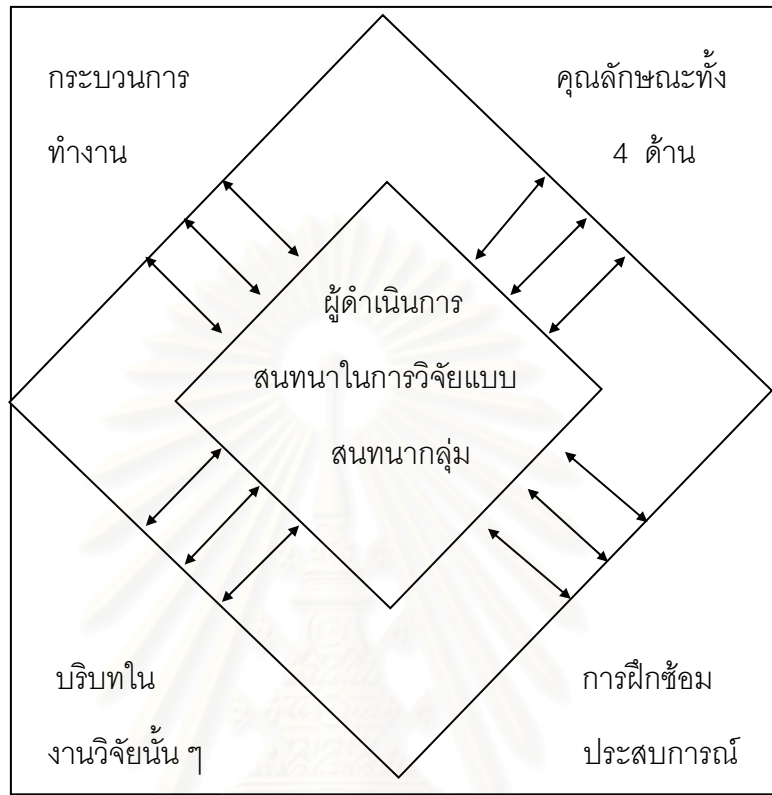 กระบวนการ
ทำงาน
คุณลักษณะทั้ง
4 ด้าน
ผู้ดำเนินการ
สนทนาในการวิจัยแบบ
สนทนากลุ่ม
บริบทใน
งานวิจัยนั้น ๆ
การฝึกซ้อม
ประสบการณ์